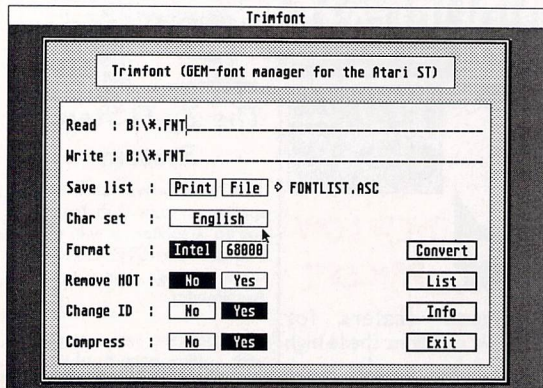 Trimfont
Trimfont (GEM-font manager for the Atari ST)
Read : B:\*.FNT
Write : B:\*.FNT
Save list : Print File ◇ FONTLIST.ASC
Char set : English
Format : Intel 68000 Convert
Remove HOT : No Yes List
Change ID : No Yes Info
Compress : No Yes Exit